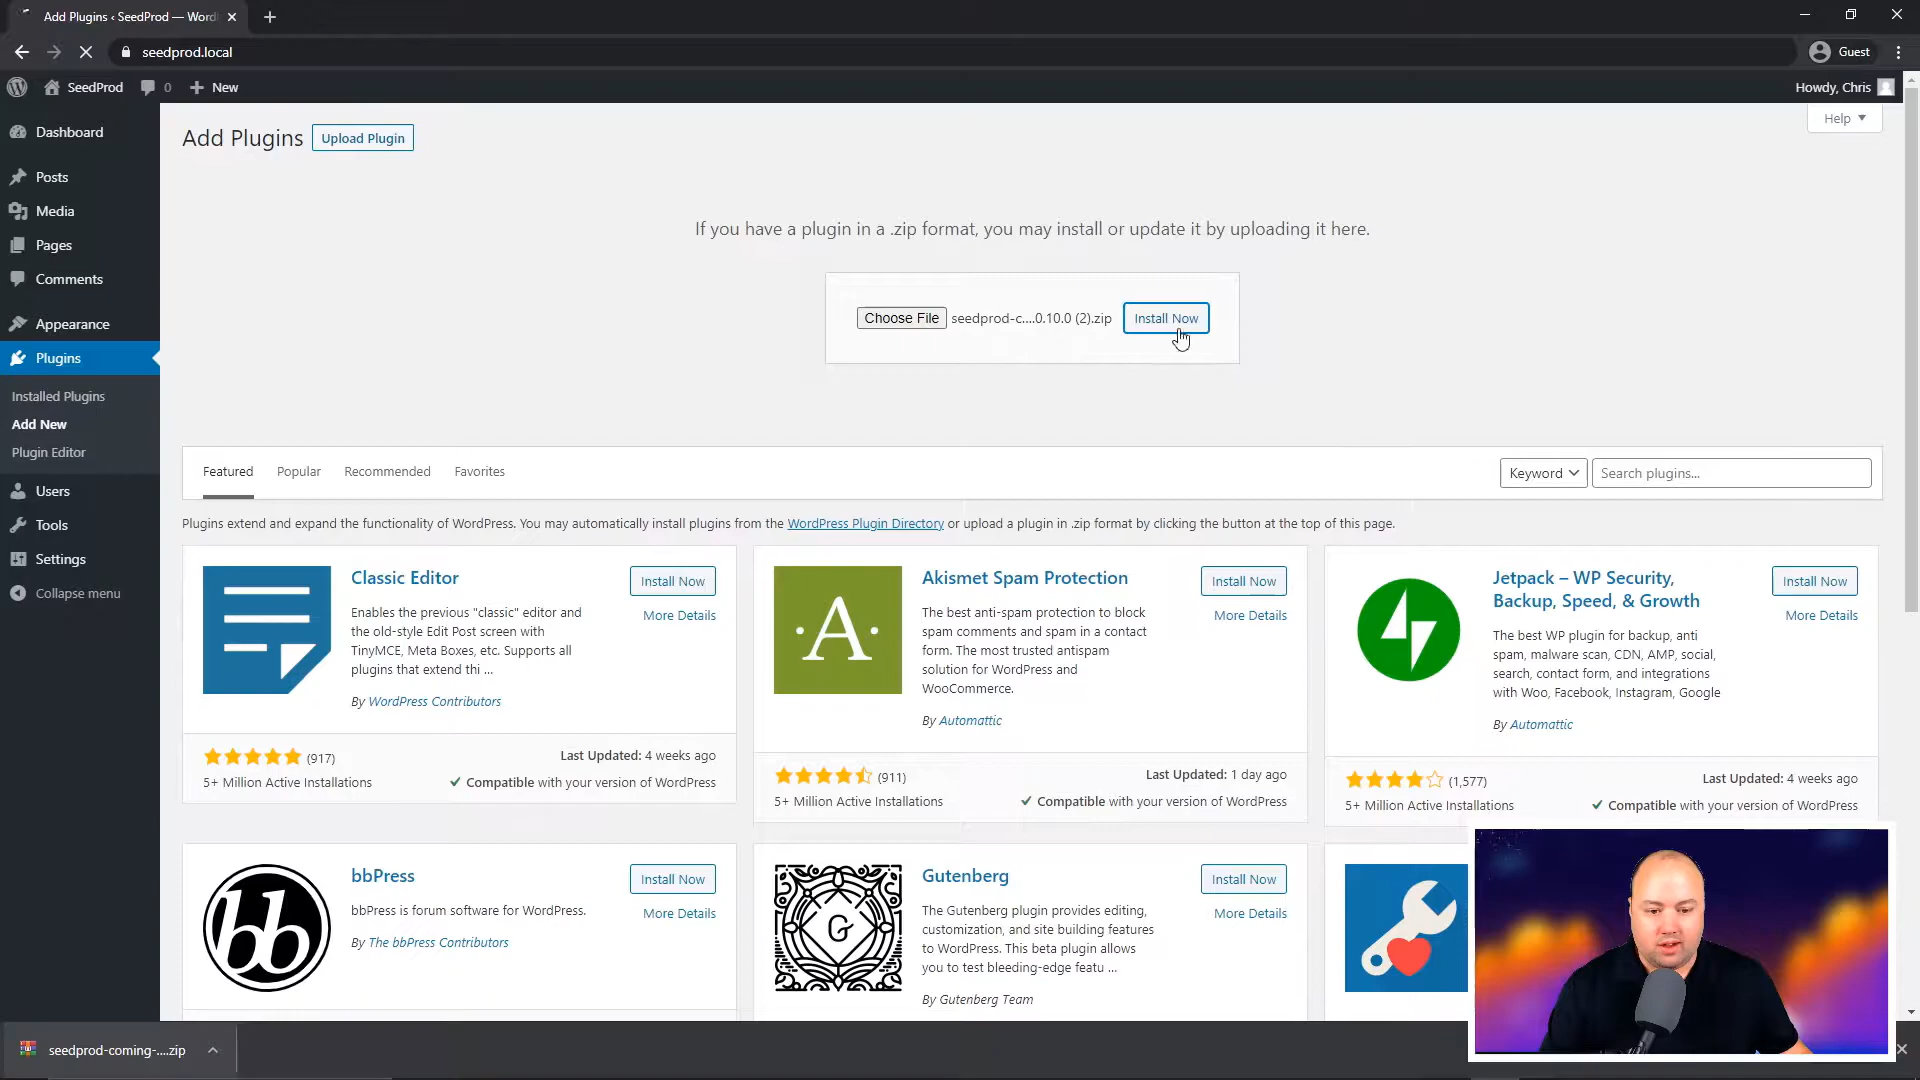 Add Plugins ‹ SeedProd — Word
seedprod.local
Guest
SeedProd
0
New
Howdy, Chris
Dashboard
Posts
Media
Pages
Comments
Appearance
Plugins
Installed Plugins
Add New
Plugin Editor
Users
Tools
Settings
Collapse menu
Add Plugins
Upload Plugin
Help
If you have a plugin in a .zip format, you may install or update it by uploading it here.
Choose File seedprod-c....0.10.0 (2).zip Install Now
Featured Popular Recommended Favorites
Keyword Search plugins...
Plugins extend and expand the functionality of WordPress. You may automatically install plugins from the WordPress Plugin Directory or upload a plugin in .zip format by clicking the button at the top of this page.
Classic Editor
Install Now
More Details
Enables the previous "classic" editor and
the old-style Edit Post screen with
TinyMCE, Meta Boxes, etc. Supports all
plugins that extend thi ...
By WordPress Contributors
(917)
Last Updated: 4 weeks ago
5+ Million Active Installations
Compatible with your version of WordPress
·A·
Akismet Spam Protection
Install Now
More Details
The best anti-spam protection to block
spam comments and spam in a contact
form. The most trusted antispam
solution for WordPress and
WooCommerce.
By Automattic
(911)
Last Updated: 1 day ago
5+ Million Active Installations
Compatible with your version of WordPress
Jetpack – WP Security,
Backup, Speed, & Growth
Install Now
More Details
The best WP plugin for backup, anti
spam, malware scan, CDN, AMP, social,
search, contact form, and integrations
with Woo, Facebook, Instagram, Google
By Automattic
(1,577)
Last Updated: 4 weeks ago
5+ Million Active Installations
Compatible with your version of WordPress
bb
bbPress
Install Now
More Details
bbPress is forum software for WordPress.
By The bbPress Contributors
G
Gutenberg
Install Now
More Details
The Gutenberg plugin provides editing,
customization, and site building features
to WordPress. This beta plugin allows
you to test bleeding-edge featu ...
By Gutenberg Team
seedprod-coming-....zip